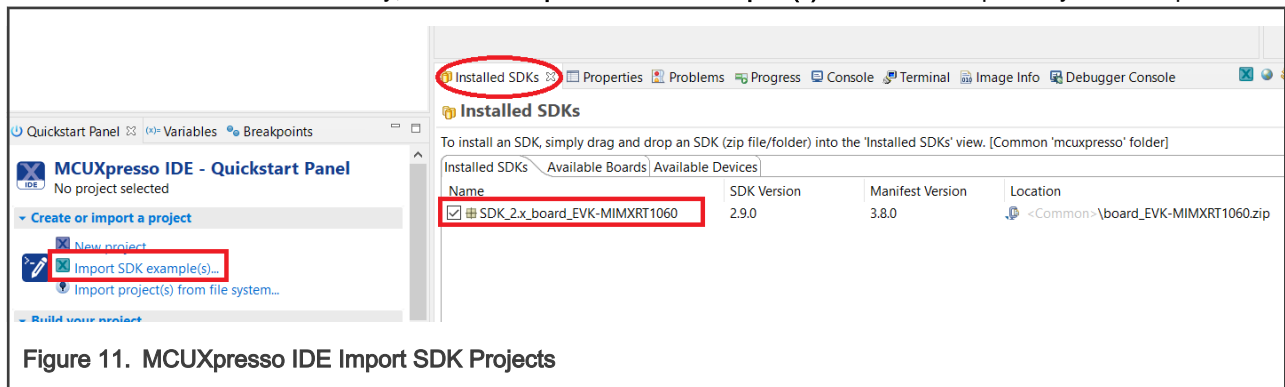 Installed SDKs Properties Problems Progress Console Terminal Image Info Debugger Console
Installed SDKs
To install an SDK, simply drag and drop an SDK (zip file/folder) into the 'Installed SDKs' view. [Common 'mcuxpresso' folder]
Installed SDKs Available Boards Available Devices
Name SDK Version Manifest Version Location
SDK_2.x_board_EVK-MIMXRT1060 2.9.0 3.8.0 <Common>\board_EVK-MIMXRT1060.zip
Quickstart Panel (x)= Variables Breakpoints
IDE
MCUXpresso IDE - Quickstart Panel
No project selected
Create or import a project
New project...
Import SDK example(s)...
Import project(s) from file system...
Build your project
Figure 11. MCUXpresso IDE Import SDK Projects